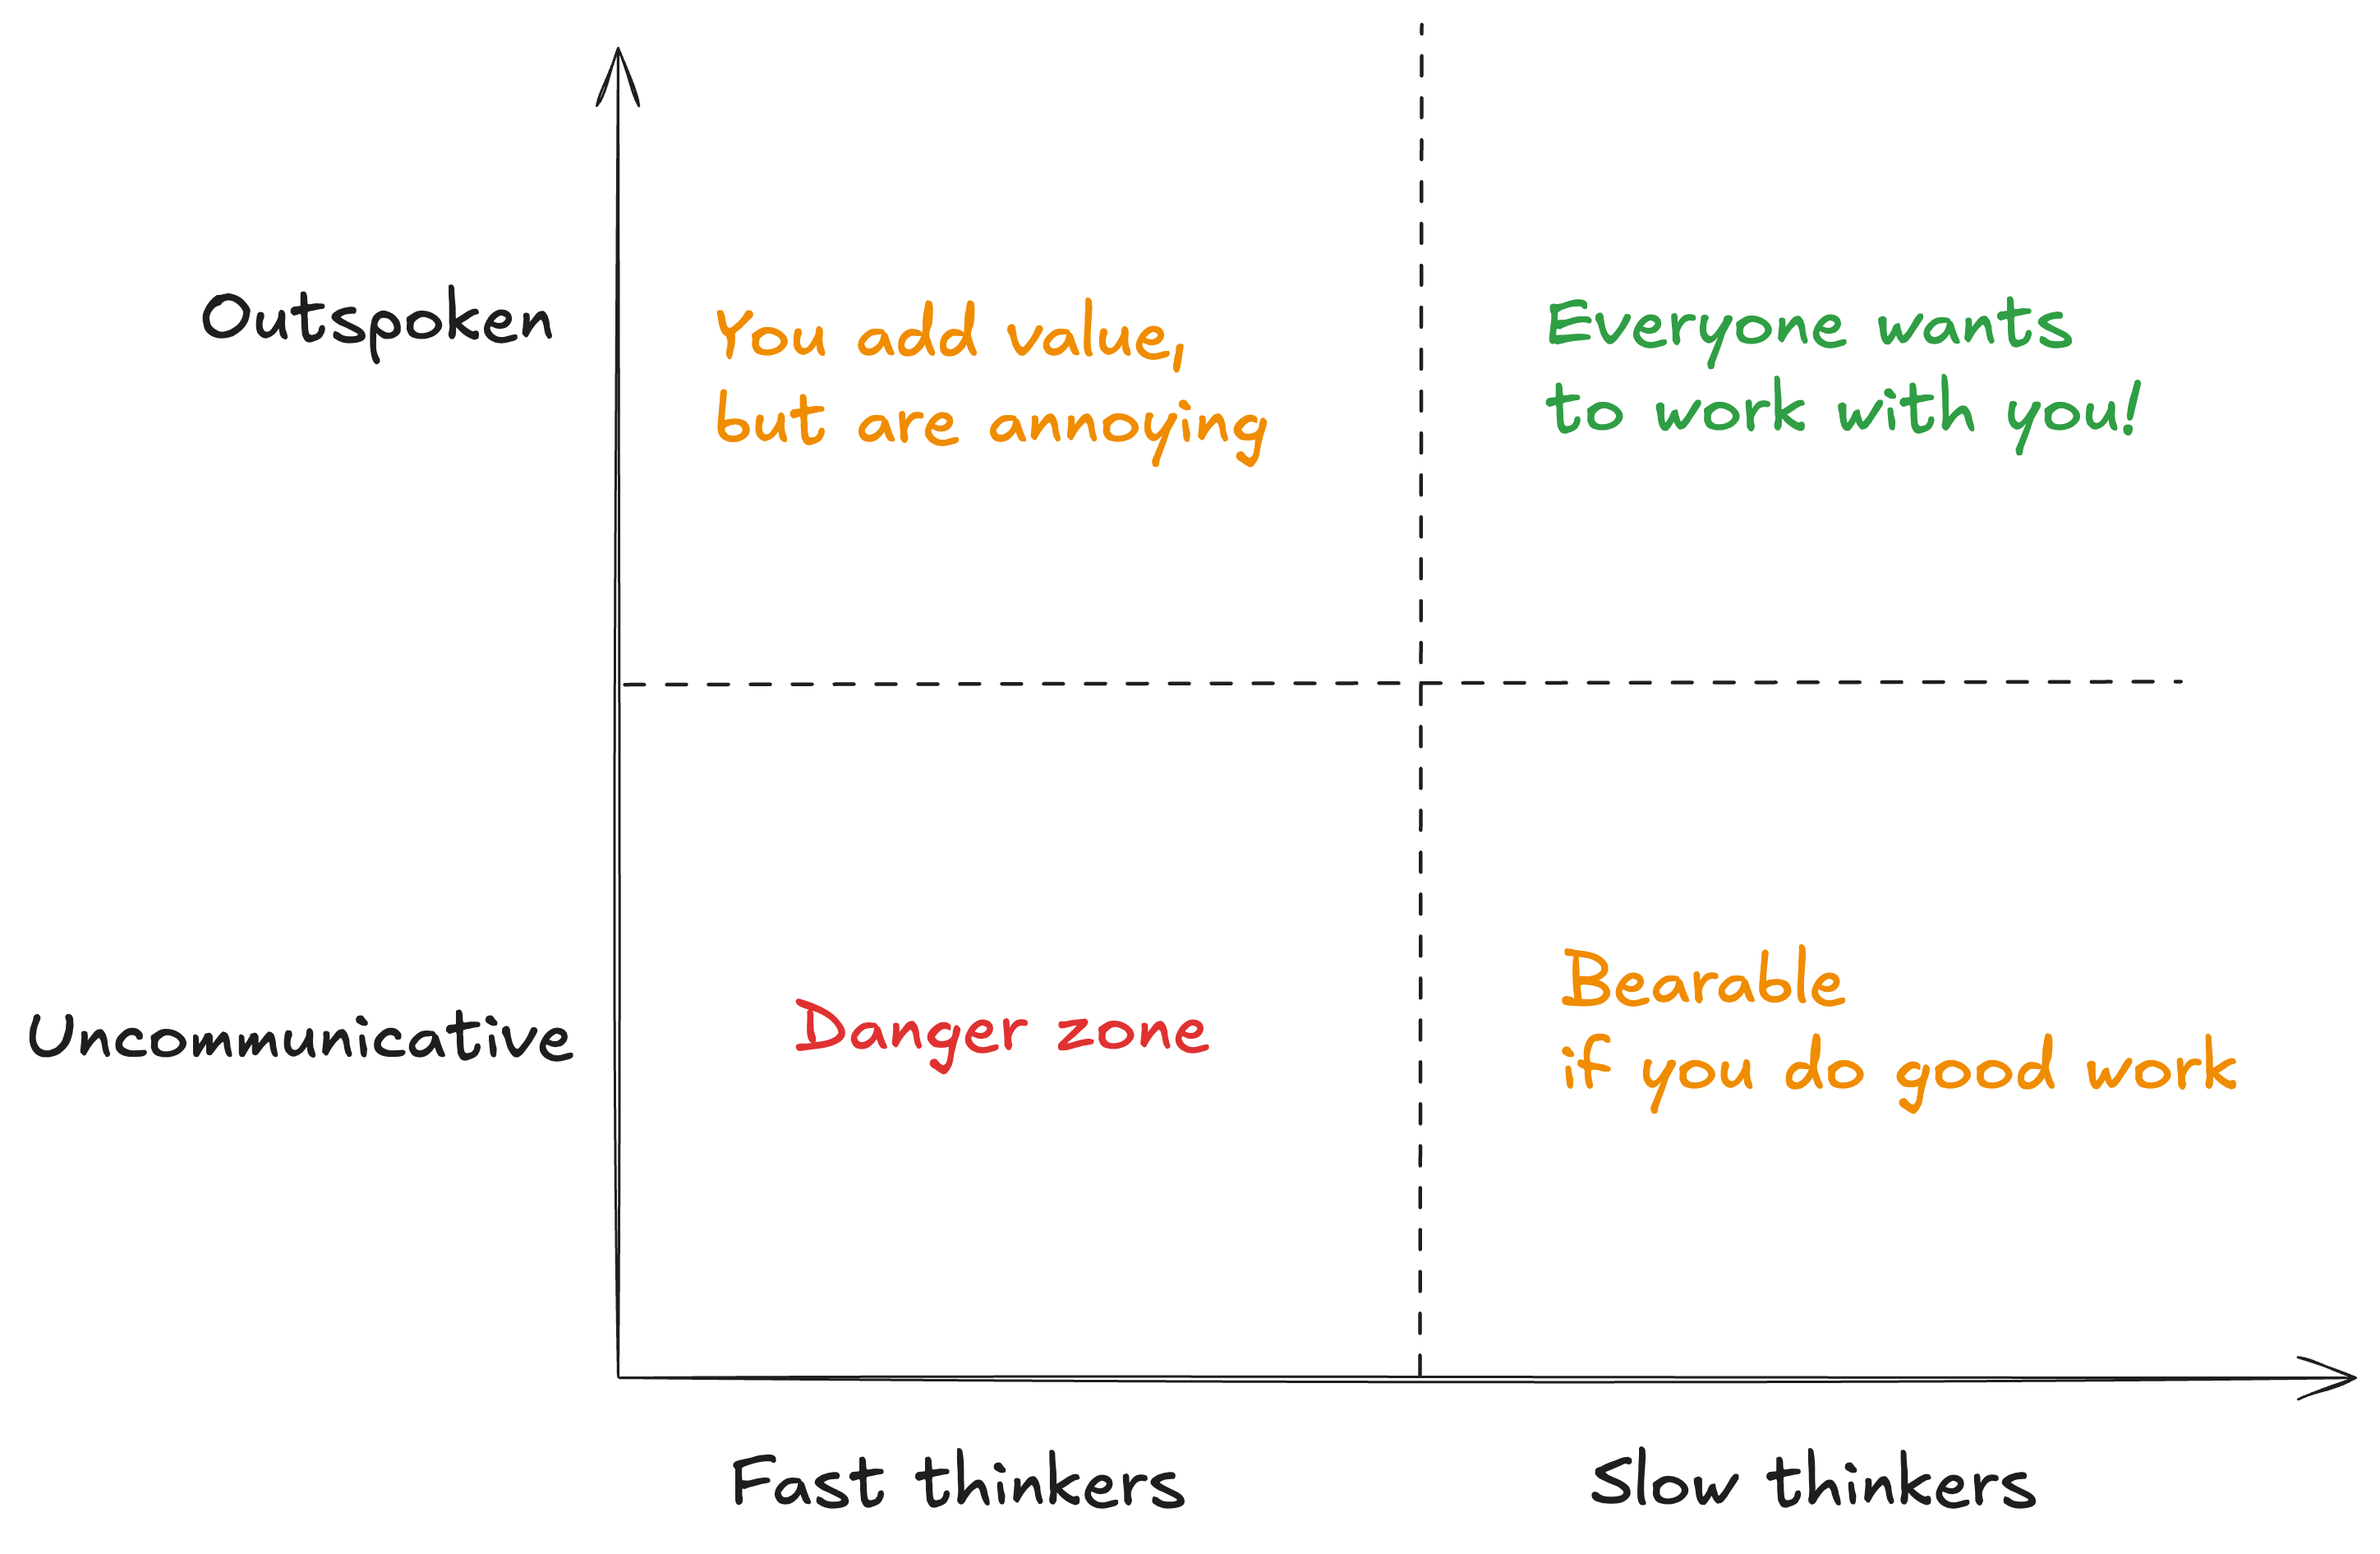 Outspoken
You add value,
but are annoying
Everyone wants
to work with you!
Uncommunicative
Danger zone
Bearable
if you do good work
Fast thinkers
Slow thinkers